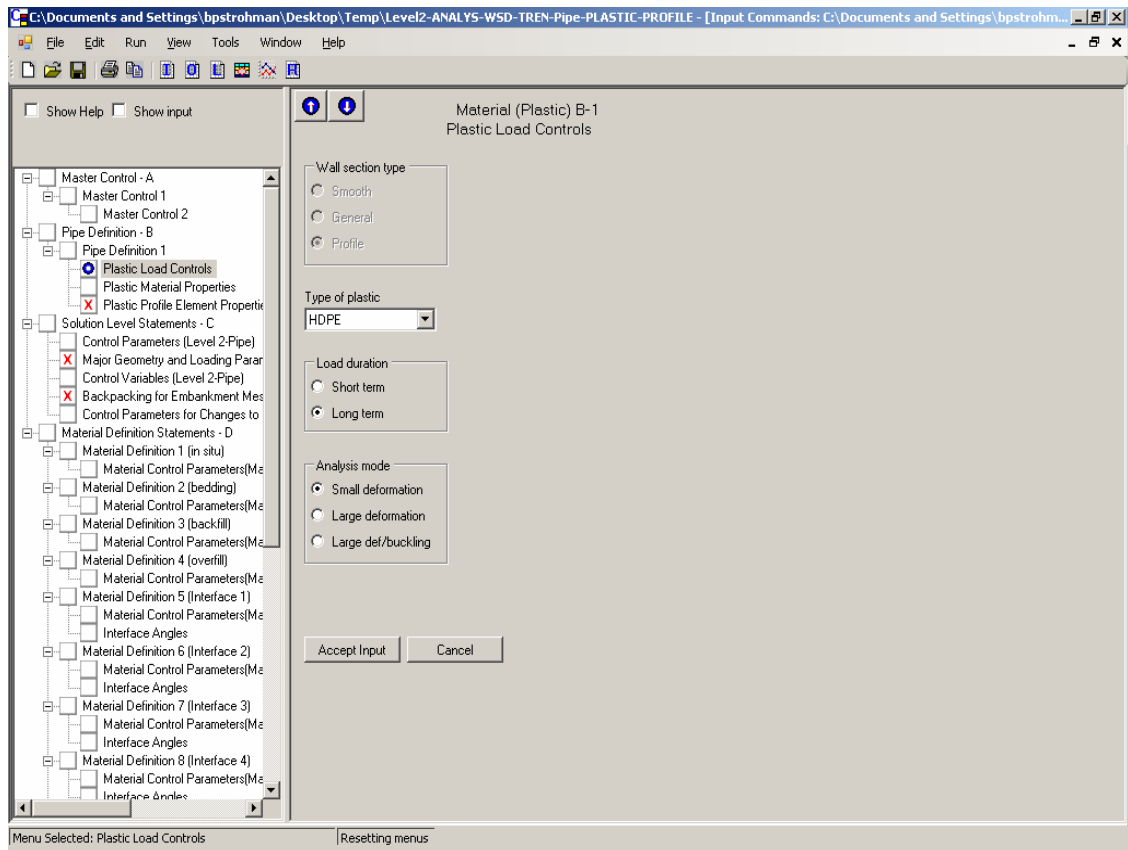 C:\Documents and Settings\bpstrohman\Desktop\Temp\Level2-ANALYS-WSD-TREN-Pipe-PLASTIC-PROFILE - [Input Commands: C:\Documents and Settings\bpstrohm...
File Edit Run View Tools Window Help
Show Help Show input
Master Control - A
Master Control 1
Master Control 2
Pipe Definition - B
Pipe Definition 1
Plastic Load Controls
Plastic Material Properties
X Plastic Profile Element Propertie
Solution Level Statements - C
Control Parameters (Level 2-Pipe)
X Major Geometry and Loading Parar
Control Variables (Level 2-Pipe)
X Backpacking for Embankment Mes
Control Parameters for Changes to
Material Definition Statements - D
Material Definition 1 (in situ)
Material Control Parameters(Ma
Material Definition 2 (bedding)
Material Control Parameters(Ma
Material Definition 3 (backfill)
Material Control Parameters(Ma
Material Definition 4 (overfill)
Material Control Parameters(Ma
Material Definition 5 (Interface 1)
Material Control Parameters(Ma
Interface Angles
Material Definition 6 (Interface 2)
Material Control Parameters(Ma
Interface Angles
Material Definition 7 (Interface 3)
Material Control Parameters(Ma
Interface Angles
Material Definition 8 (Interface 4)
Material Control Parameters(Ma
Interface Angles
Material (Plastic) B-1
Plastic Load Controls
Wall section type
Smooth
General
Profile
Type of plastic
HDPE
Load duration
Short term
Long term
Analysis mode
Small deformation
Large deformation
Large def/buckling
Accept Input Cancel
Menu Selected: Plastic Load Controls Resetting menus